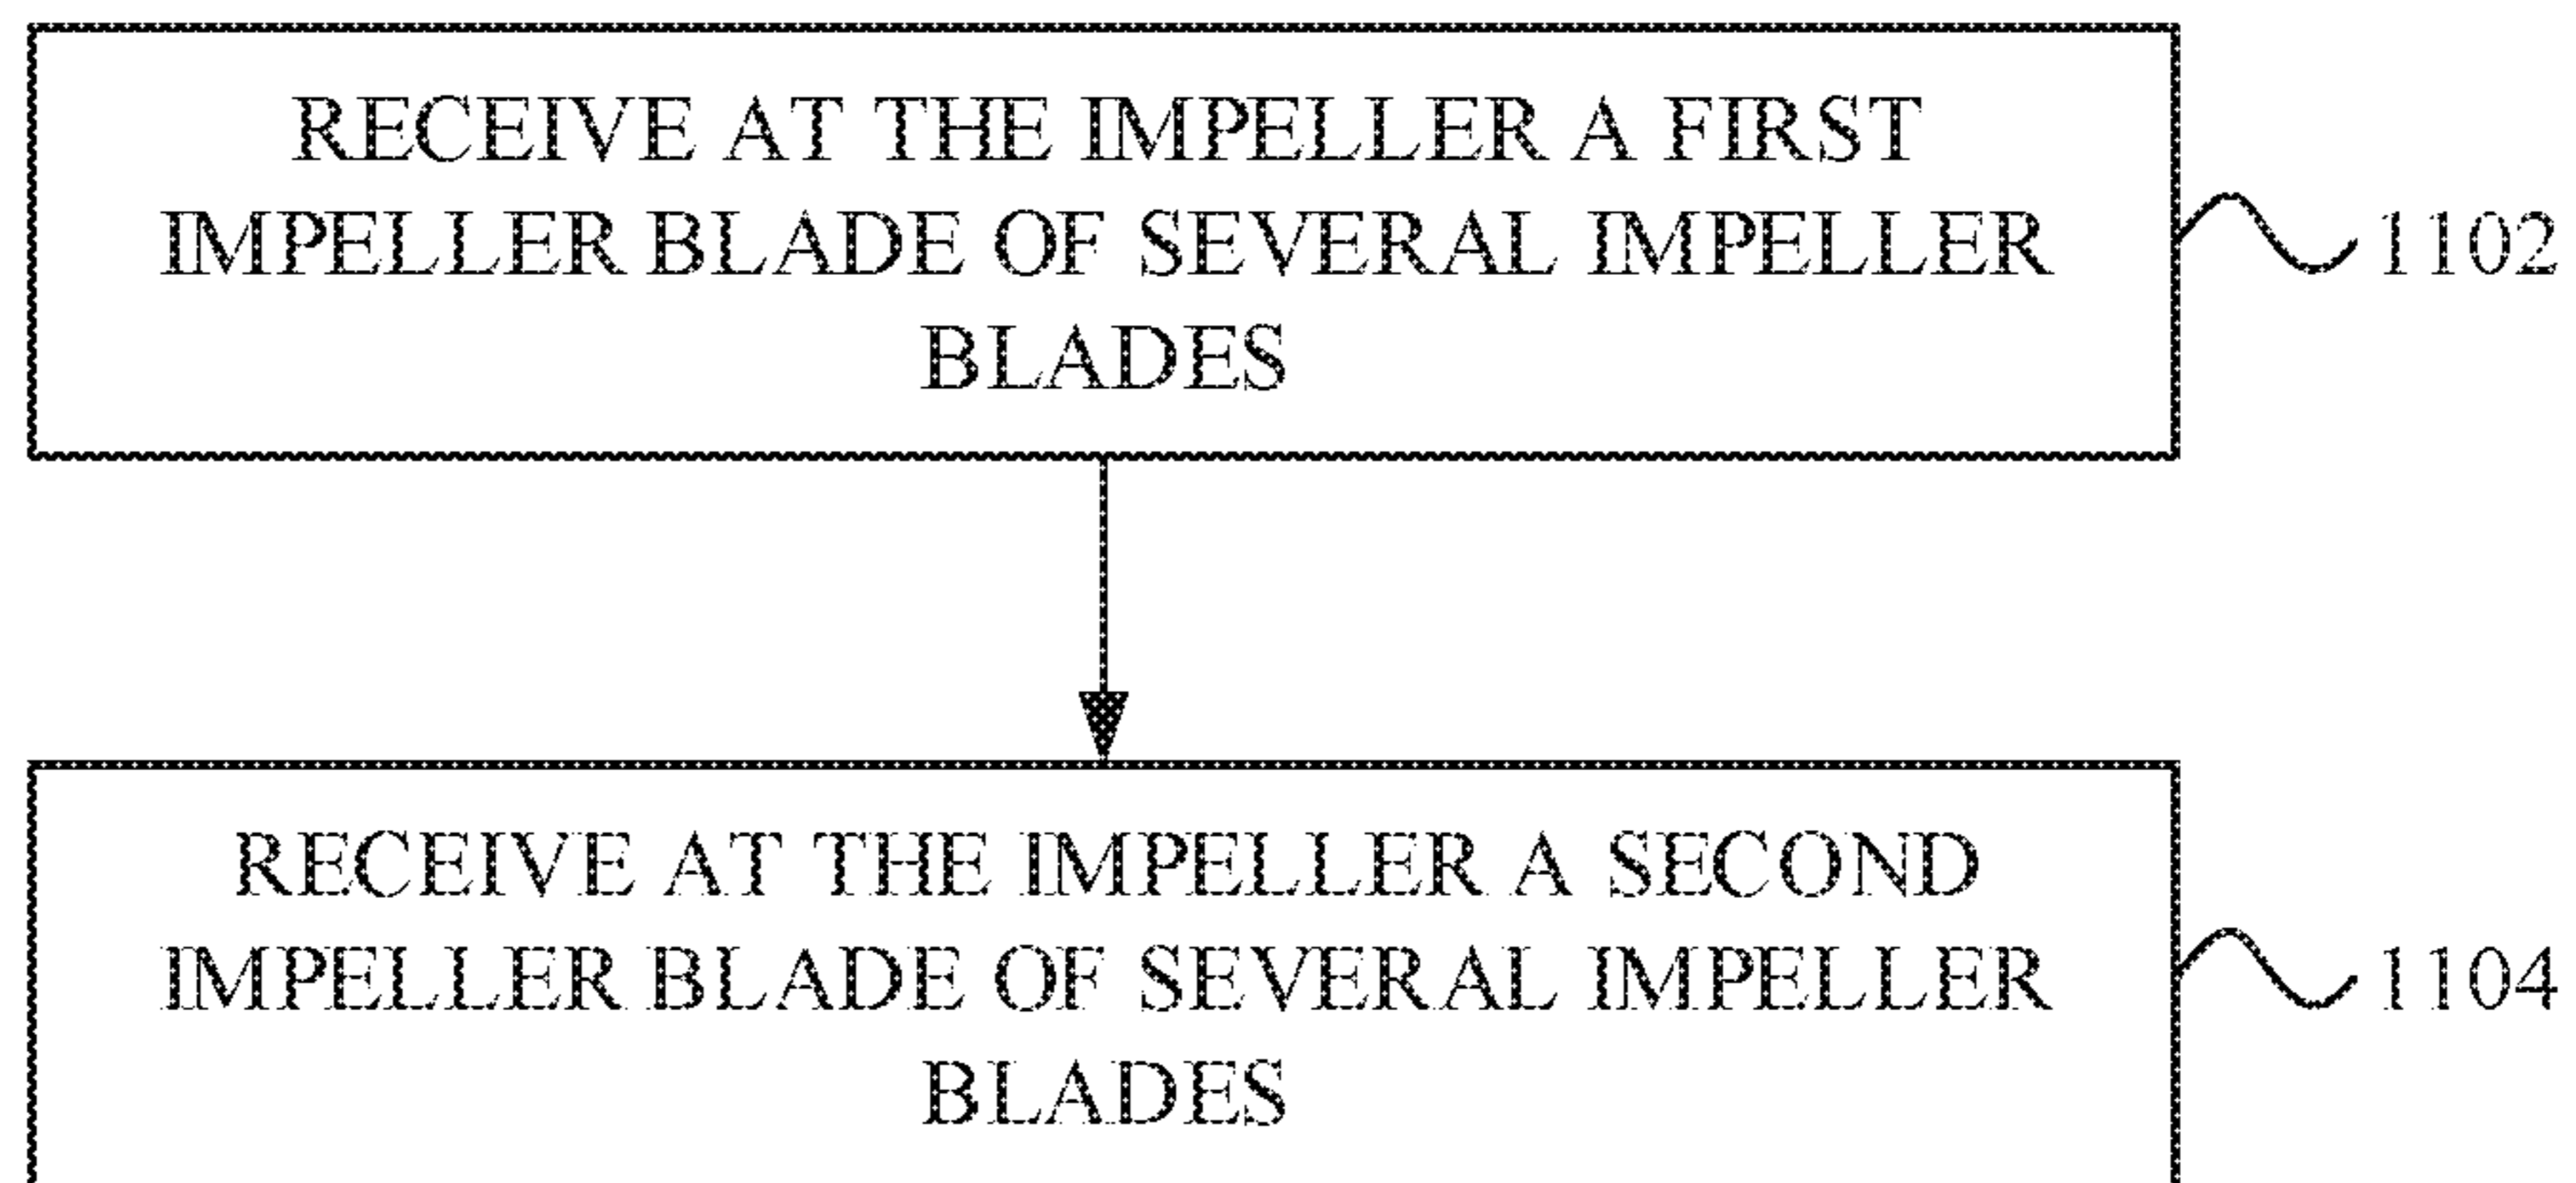 RECEIVE AT THE IMPELLER A FIRST
IMPELLER BLADE OF SEVERAL IMPELLER
BLADES
1102
RECEIVE AT THE IMPELLER A SECOND
IMPELLER BLADE OF SEVERAL IMPELLER
BLADES
1104